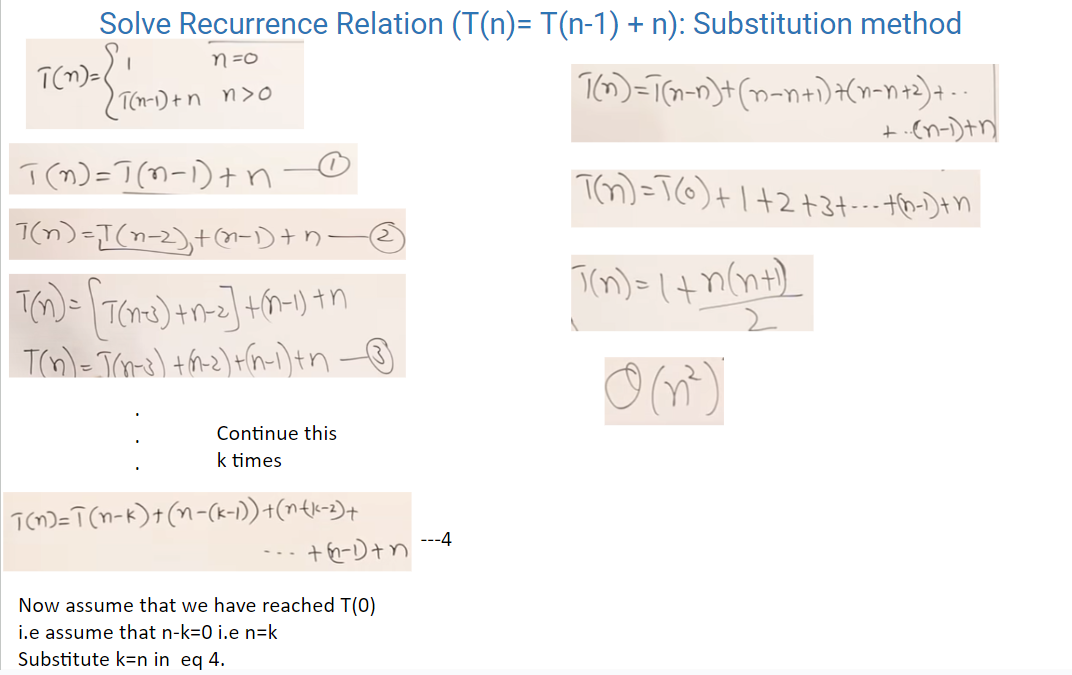 Solve Recurrence Relation (T(n)= T(n-1) + n): Substitution method
T(n)= { 1 n=0
T(n-1)+n n>0
T(n)=T(n-1)+n — ①
T(n)=T(n-2)+(n-1)+n — ②
T(n)=[T(n-3)+n-2]+(n-1)+n
T(n)=T(n-3)+(n-2)+(n-1)+n — ③
.
.
.
Continue this
k times
T(n)=T(n-k)+(n-(k-1))+(n-(k-2)+
... +(n-1)+n
---4
Now assume that we have reached T(0)
i.e assume that n-k=0 i.e n=k
Substitute k=n in eq 4.
T(n)=T(n-n)+(n-n+1)+(n-n+2)+..
+..(n-1)+n
T(n)=T(0)+1+2+3+...+(n-1)+n
T(n)=1+n(n+1)
2
Θ(n²)